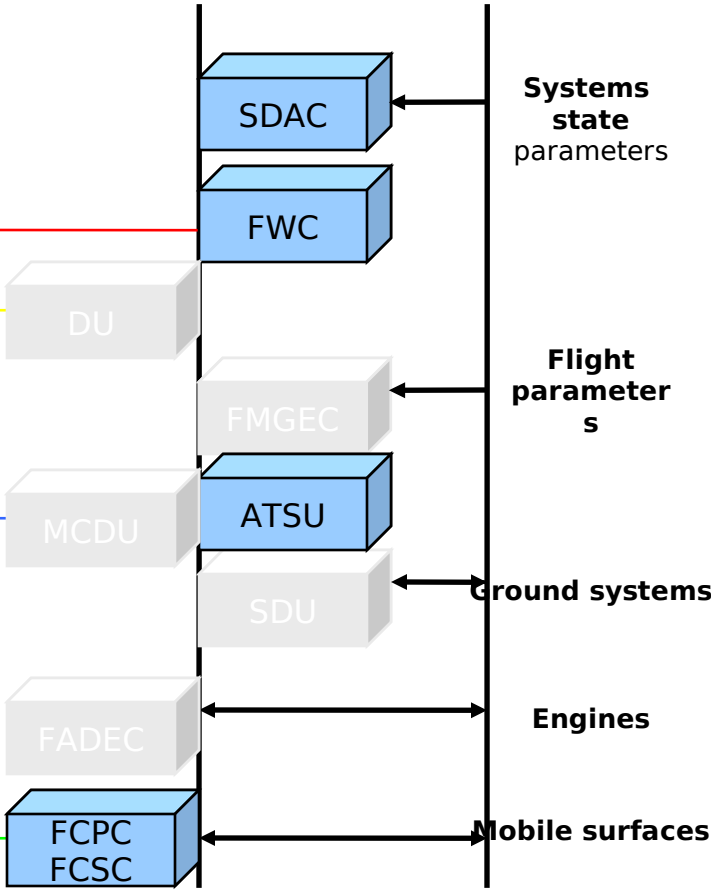 SDAC
Systems
state
parameters
FWC
DU
Flight
parameter
s
FMGEC
ATSU
MCDU
Ground systems
SDU
Engines
FADEC
Mobile surfaces
FCPC
FCSC